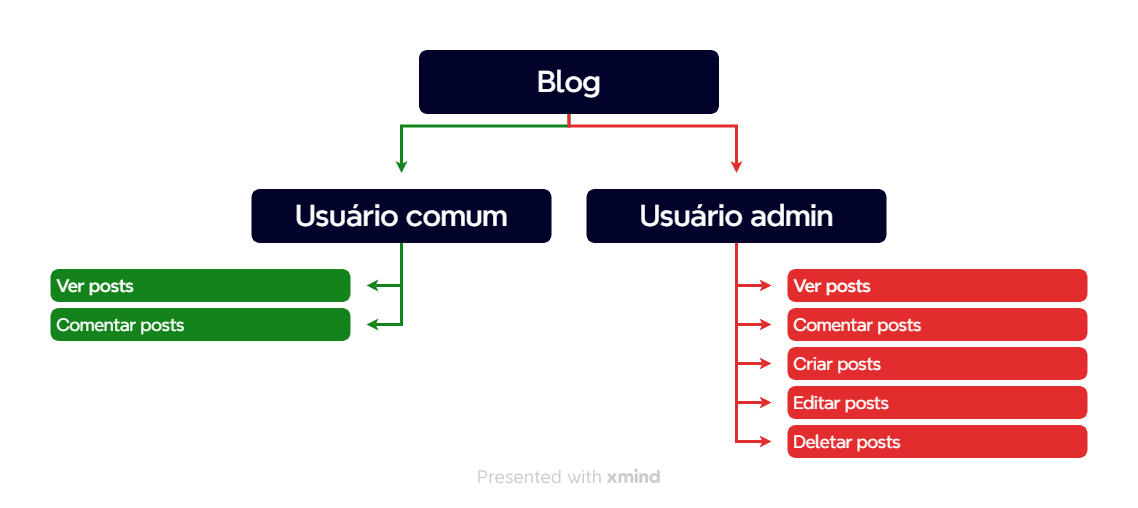 Blog
Usuário comum
Usuário admin
Ver posts
Comentar posts
Ver posts
Comentar posts
Criar posts
Editar posts
Deletar posts
Presented with xmind